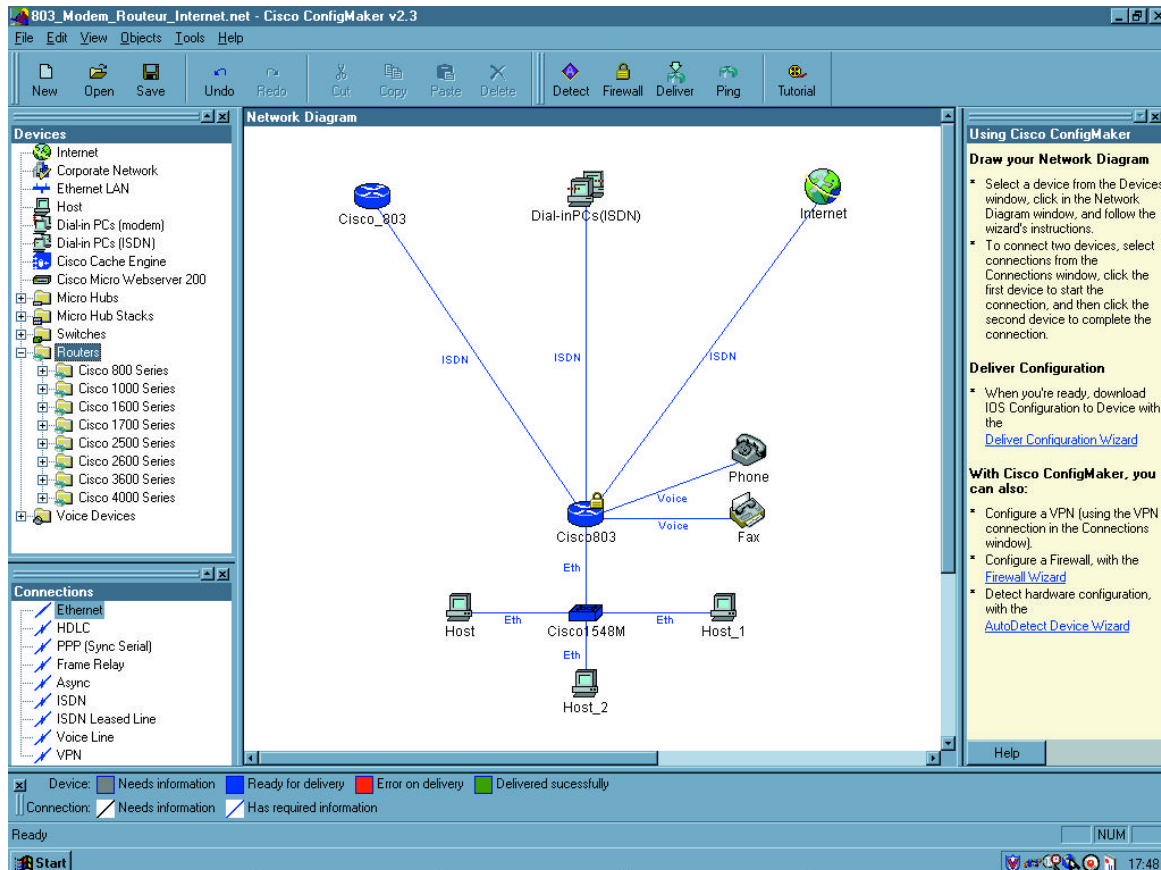 803_Modem_Routeur_Internet.net - Cisco ConfigMaker v2.3
File Edit View Objects Tools Help
New Open Save Undo Redo Cut Copy Paste Delete Detect Firewall Deliver Ping Tutorial
Devices
Internet
Corporate Network
Ethernet LAN
Host
Dial-in PCs (modem)
Dial-in PCs (ISDN)
Cisco Cache Engine
Cisco Micro Webserver 200
Micro Hubs
Micro Hub Stacks
Switches
Routers
Cisco 800 Series
Cisco 1000 Series
Cisco 1600 Series
Cisco 1700 Series
Cisco 2500 Series
Cisco 2600 Series
Cisco 3600 Series
Cisco 4000 Series
Voice Devices
Connections
Ethernet
HDLC
PPP (Sync Serial)
Frame Relay
Async
ISDN
ISDN Leased Line
Voice Line
VPN
Network Diagram
Cisco_803
Dial-inPCs(ISDN)
Internet
ISDN
ISDN
ISDN
Phone
Voice
Voice
Cisco803
Fax
Eth
Host
Eth
Cisco1548M
Eth
Host_1
Eth
Host_2
Using Cisco ConfigMaker
Draw your Network Diagram
* Select a device from the Devices
window, click in the Network
Diagram window, and follow the
wizard's instructions.
* To connect two devices, select
connections from the
Connections window, click the
first device to start the
connection, and then click the
second device to complete the
connection.
Deliver Configuration
* When you're ready, download
IOS Configuration to Device with
the
Deliver Configuration Wizard
With Cisco ConfigMaker, you
can also:
* Configure a VPN (using the VPN
connection in the Connections
window).
* Configure a Firewall, with the
Firewall Wizard
* Detect hardware configuration,
with the
AutoDetect Device Wizard
Help
Device: Needs information Ready for delivery Error on delivery Delivered sucessfully
Connection: Needs information Has required information
Ready
NUM
Start
17:48